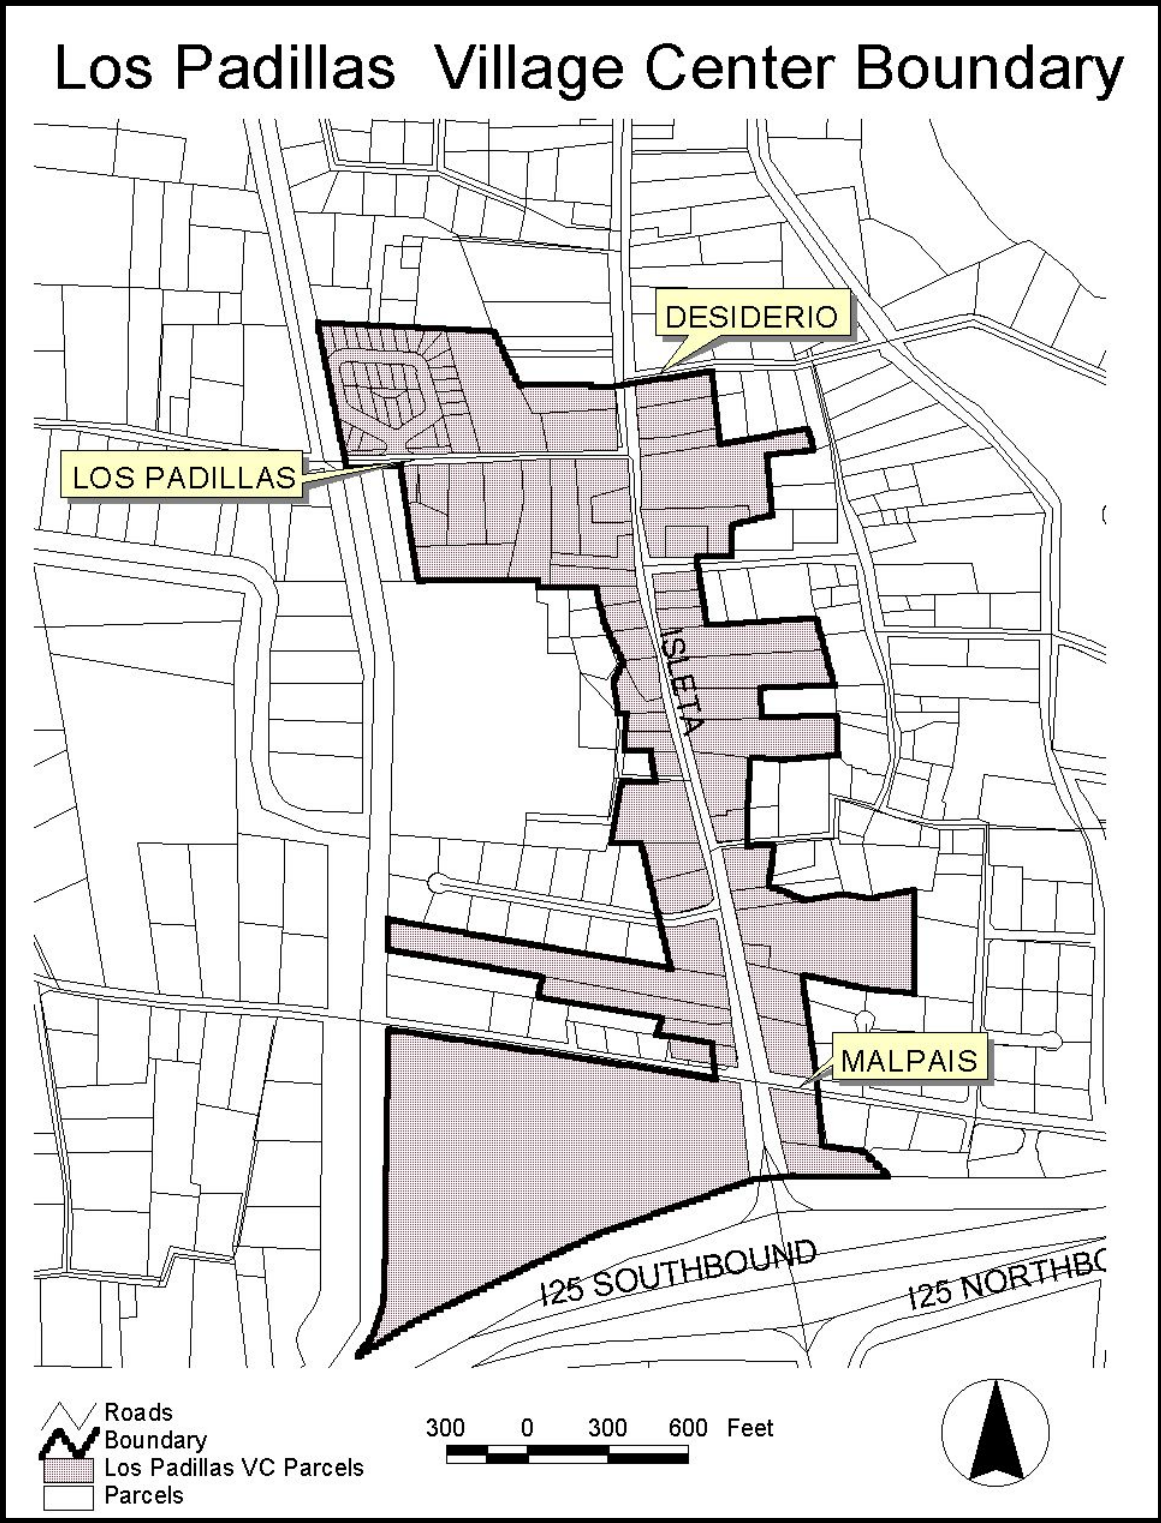 Los Padillas Village Center Boundary
DESIDERIO
LOS PADILLAS
ISLETA
MALPAIS
I25 SOUTHBOUND
I25 NORTHBO
Roads
Boundary
Los Padillas VC Parcels
Parcels
300 0 300 600 Feet